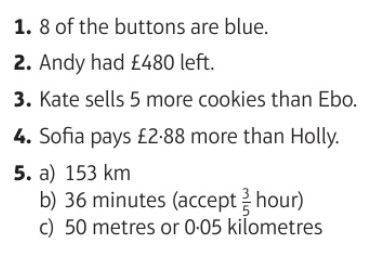 1. 8 of the buttons are blue.
2. Andy had £480 left.
3. Kate sells 5 more cookies than Ebo.
4. Sofia pays £2·88 more than Holly.
5. a) 153 km
b) 36 minutes (accept 3/5 hour)
c) 50 metres or 0·05 kilometres